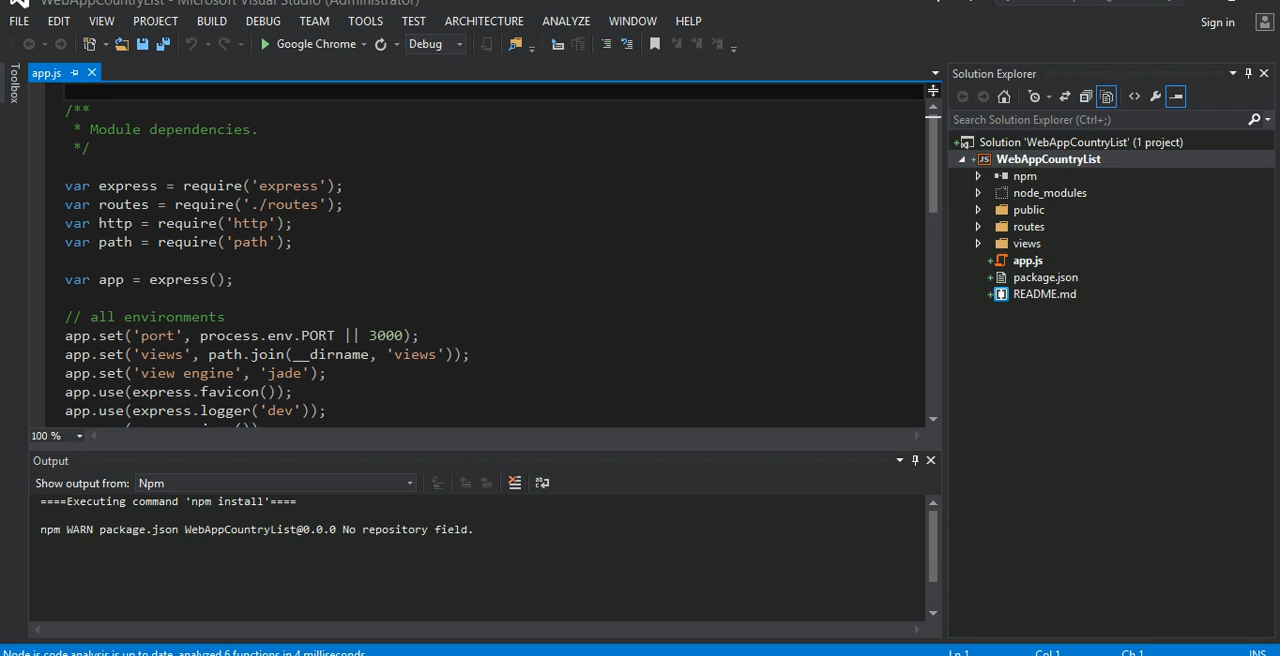 WebAppCountryList - Microsoft Visual Studio (Administrator)
FILE EDIT VIEW PROJECT BUILD DEBUG TEAM TOOLS TEST ARCHITECTURE ANALYZE WINDOW HELP
Sign in
Google Chrome Debug
Toolbox
app.js
/**
* Module dependencies.
*/
var express = require('express');
var routes = require('./routes');
var http = require('http');
var path = require('path');
var app = express();
// all environments
app.set('port', process.env.PORT || 3000);
app.set('views', path.join(__dirname, 'views'));
app.set('view engine', 'jade');
app.use(express.favicon());
app.use(express.logger('dev'));
100 %
Output
Show output from: Npm
====Executing command 'npm install'====
npm WARN package.json WebAppCountryList@0.0.0 No repository field.
Solution Explorer
Search Solution Explorer (Ctrl+;)
Solution 'WebAppCountryList' (1 project)
JS WebAppCountryList
npm
node_modules
public
routes
views
app.js
package.json
README.md
Node.js code analysis is up to date, analyzed 6 functions in 4 milliseconds. Ln 1 Col 1 Ch 1 INS